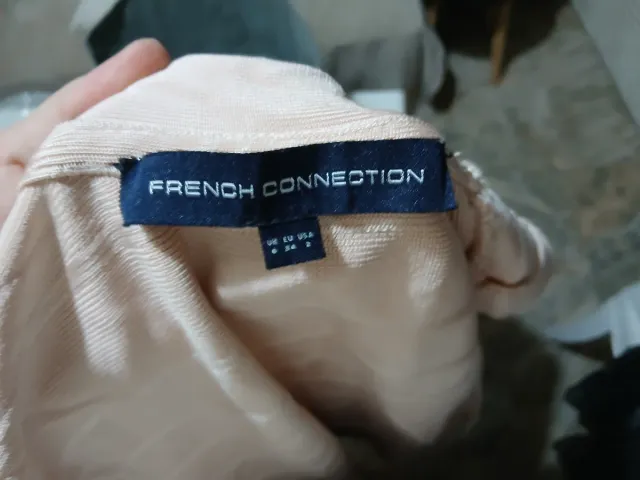 FRENCH CONNECTION
UK EU USA
6 34 2